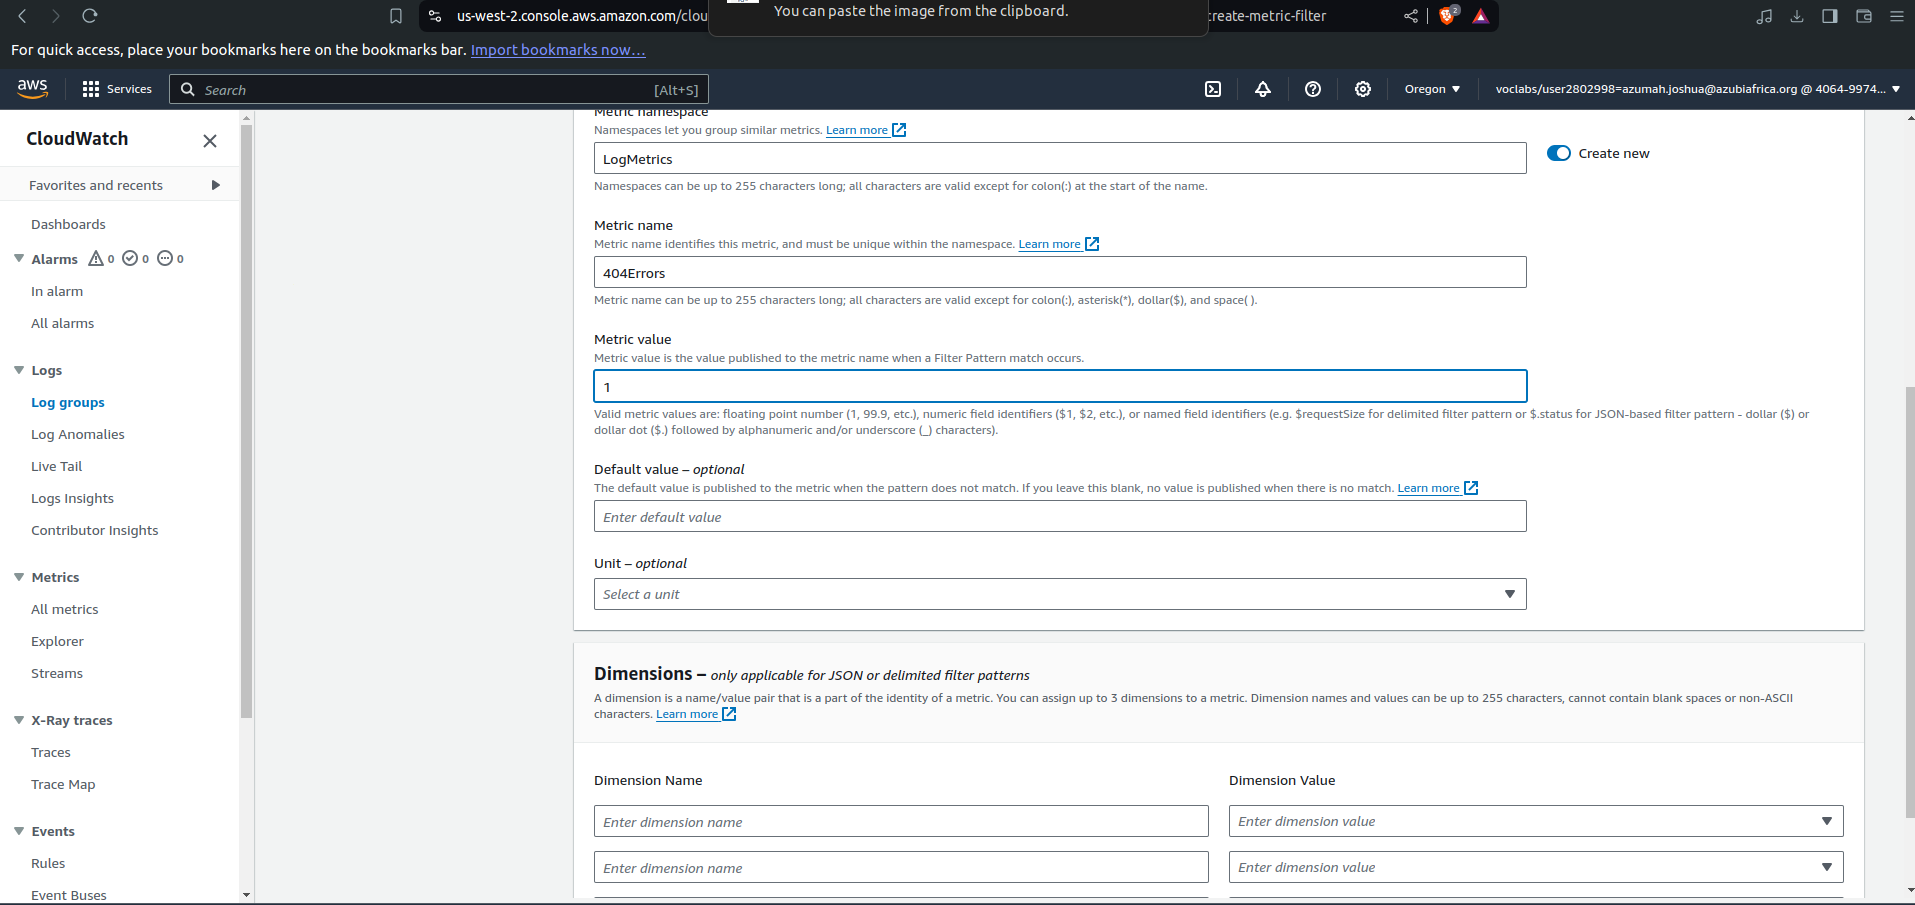 You can paste the image from the clipboard.
us-west-2.console.aws.amazon.com/clou
create-metric-filter
2
For quick access, place your bookmarks here on the bookmarks bar. Import bookmarks now...
aws
Services
Search
[Alt+S]
Oregon
voclabs/user2802998=azumah.joshua@azubiafrica.org @ 4064-9974...
CloudWatch
Favorites and recents
Dashboards
Alarms 0 0 0
In alarm
All alarms
Logs
Log groups
Log Anomalies
Live Tail
Logs Insights
Contributor Insights
Metrics
All metrics
Explorer
Streams
X-Ray traces
Traces
Trace Map
Events
Rules
Event Buses
Metric namespace
Namespaces let you group similar metrics. Learn more
LogMetrics
Create new
Namespaces can be up to 255 characters long; all characters are valid except for colon(:) at the start of the name.
Metric name
Metric name identifies this metric, and must be unique within the namespace. Learn more
404Errors
Metric name can be up to 255 characters long; all characters are valid except for colon(:), asterisk(*), dollar($), and space( ).
Metric value
Metric value is the value published to the metric name when a Filter Pattern match occurs.
1
Valid metric values are: floating point number (1, 99.9, etc.), numeric field identifiers ($1, $2, etc.), or named field identifiers (e.g. $requestSize for delimited filter pattern or $.status for JSON-based filter pattern - dollar ($) or
dollar dot ($.) followed by alphanumeric and/or underscore (_) characters).
Default value – optional
The default value is published to the metric when the pattern does not match. If you leave this blank, no value is published when there is no match. Learn more
Enter default value
Unit – optional
Select a unit
Dimensions – only applicable for JSON or delimited filter patterns
A dimension is a name/value pair that is a part of the identity of a metric. You can assign up to 3 dimensions to a metric. Dimension names and values can be up to 255 characters, cannot contain blank spaces or non-ASCII
characters. Learn more
Dimension Name
Dimension Value
Enter dimension name
Enter dimension value
Enter dimension name
Enter dimension value